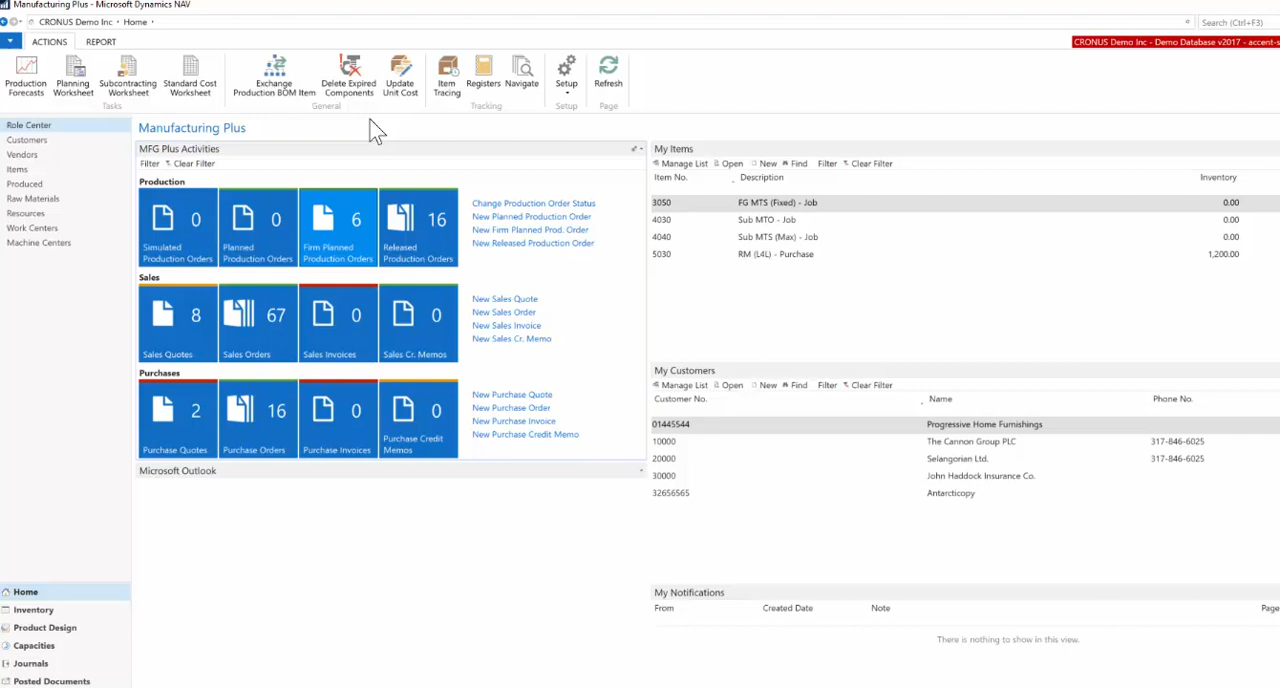 Manufacturing Plus - Microsoft Dynamics NAV
CRONUS Demo Inc • Home •
Search (Ctrl+F3)
ACTIONS REPORT
CRONUS Demo Inc - Demo Database v2017 - accent-s
Production Forecasts
Planning Worksheet
Subcontracting Worksheet
Standard Cost Worksheet
Tasks
Exchange Production BOM Item
Delete Expired Components
Update Unit Cost
General
Item Tracing
Registers
Navigate
Tracking
Setup
Setup
Refresh
Page
Role Center
Customers
Vendors
Items
Produced
Raw Materials
Resources
Work Centers
Machine Centers
Home
Inventory
Product Design
Capacities
Journals
Posted Documents
Manufacturing Plus
MFG Plus Activities
Filter Clear Filter
Production
0 Simulated Production Orders
0 Planned Production Orders
6 Firm Planned Production Orders
16 Released Production Orders
Change Production Order Status
New Planned Production Order
New Firm Planned Prod. Order
New Released Production Order
Sales
8 Sales Quotes
67 Sales Orders
0 Sales Invoices
0 Sales Cr. Memos
New Sales Quote
New Sales Order
New Sales Invoice
New Sales Cr. Memo
Purchases
2 Purchase Quotes
16 Purchase Orders
0 Purchase Invoices
0 Purchase Credit Memos
New Purchase Quote
New Purchase Order
New Purchase Invoice
New Purchase Credit Memo
Microsoft Outlook
My Items
Manage List Open New Find Filter Clear Filter
Item No. Description Inventory
3050 FG MTS (Fixed) - Job 0.00
4030 Sub MTO - Job 0.00
4040 Sub MTS (Max) - Job 0.00
5030 RM (L4L) - Purchase 1,200.00
My Customers
Manage List Open New Find Filter Clear Filter
Customer No. Name Phone No.
01445544 Progressive Home Furnishings
10000 The Cannon Group PLC 317-846-6025
20000 Selangorian Ltd. 317-846-6025
30000 John Haddock Insurance Co.
32656565 Antarcticopy
My Notifications
From Created Date Note Page
There is nothing to show in this view.